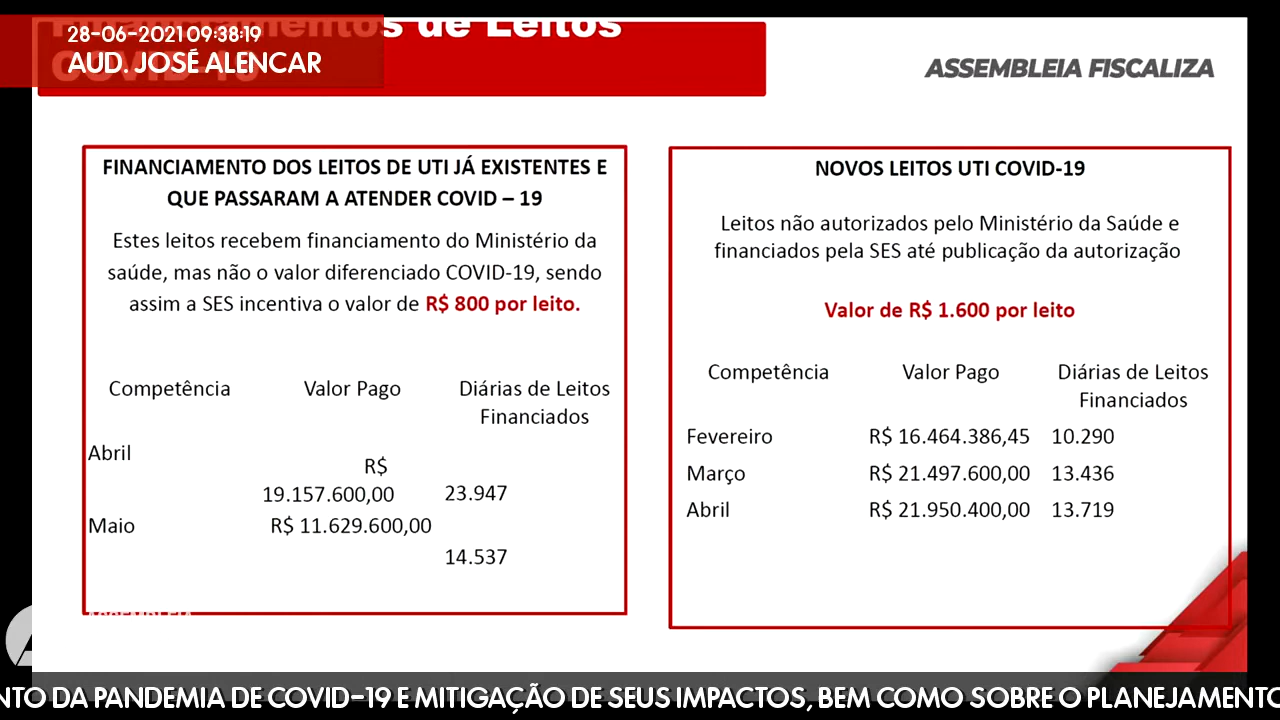 Financiamentos de Leitos
COVID-19
28-06-2021 09:38:19
AUD. JOSÉ ALENCAR
ASSEMBLEIA FISCALIZA
FINANCIAMENTO DOS LEITOS DE UTI JÁ EXISTENTES E
QUE PASSARAM A ATENDER COVID – 19
Estes leitos recebem financiamento do Ministério da
saúde, mas não o valor diferenciado COVID-19, sendo
assim a SES incentiva o valor de R$ 800 por leito.
Competência Valor Pago Diárias de Leitos
Financiados
Abril
R$
19.157.600,00 23.947
Maio R$ 11.629.600,00
14.537
NOVOS LEITOS UTI COVID-19
Leitos não autorizados pelo Ministério da Saúde e
financiados pela SES até publicação da autorização
Valor de R$ 1.600 por leito
Competência Valor Pago Diárias de Leitos
Financiados
Fevereiro R$ 16.464.386,45 10.290
Março R$ 21.497.600,00 13.436
Abril R$ 21.950.400,00 13.719
ASSEMBLEIA
NTO DA PANDEMIA DE COVID-19 E MITIGAÇÃO DE SEUS IMPACTOS, BEM COMO SOBRE O PLANEJAMENTO